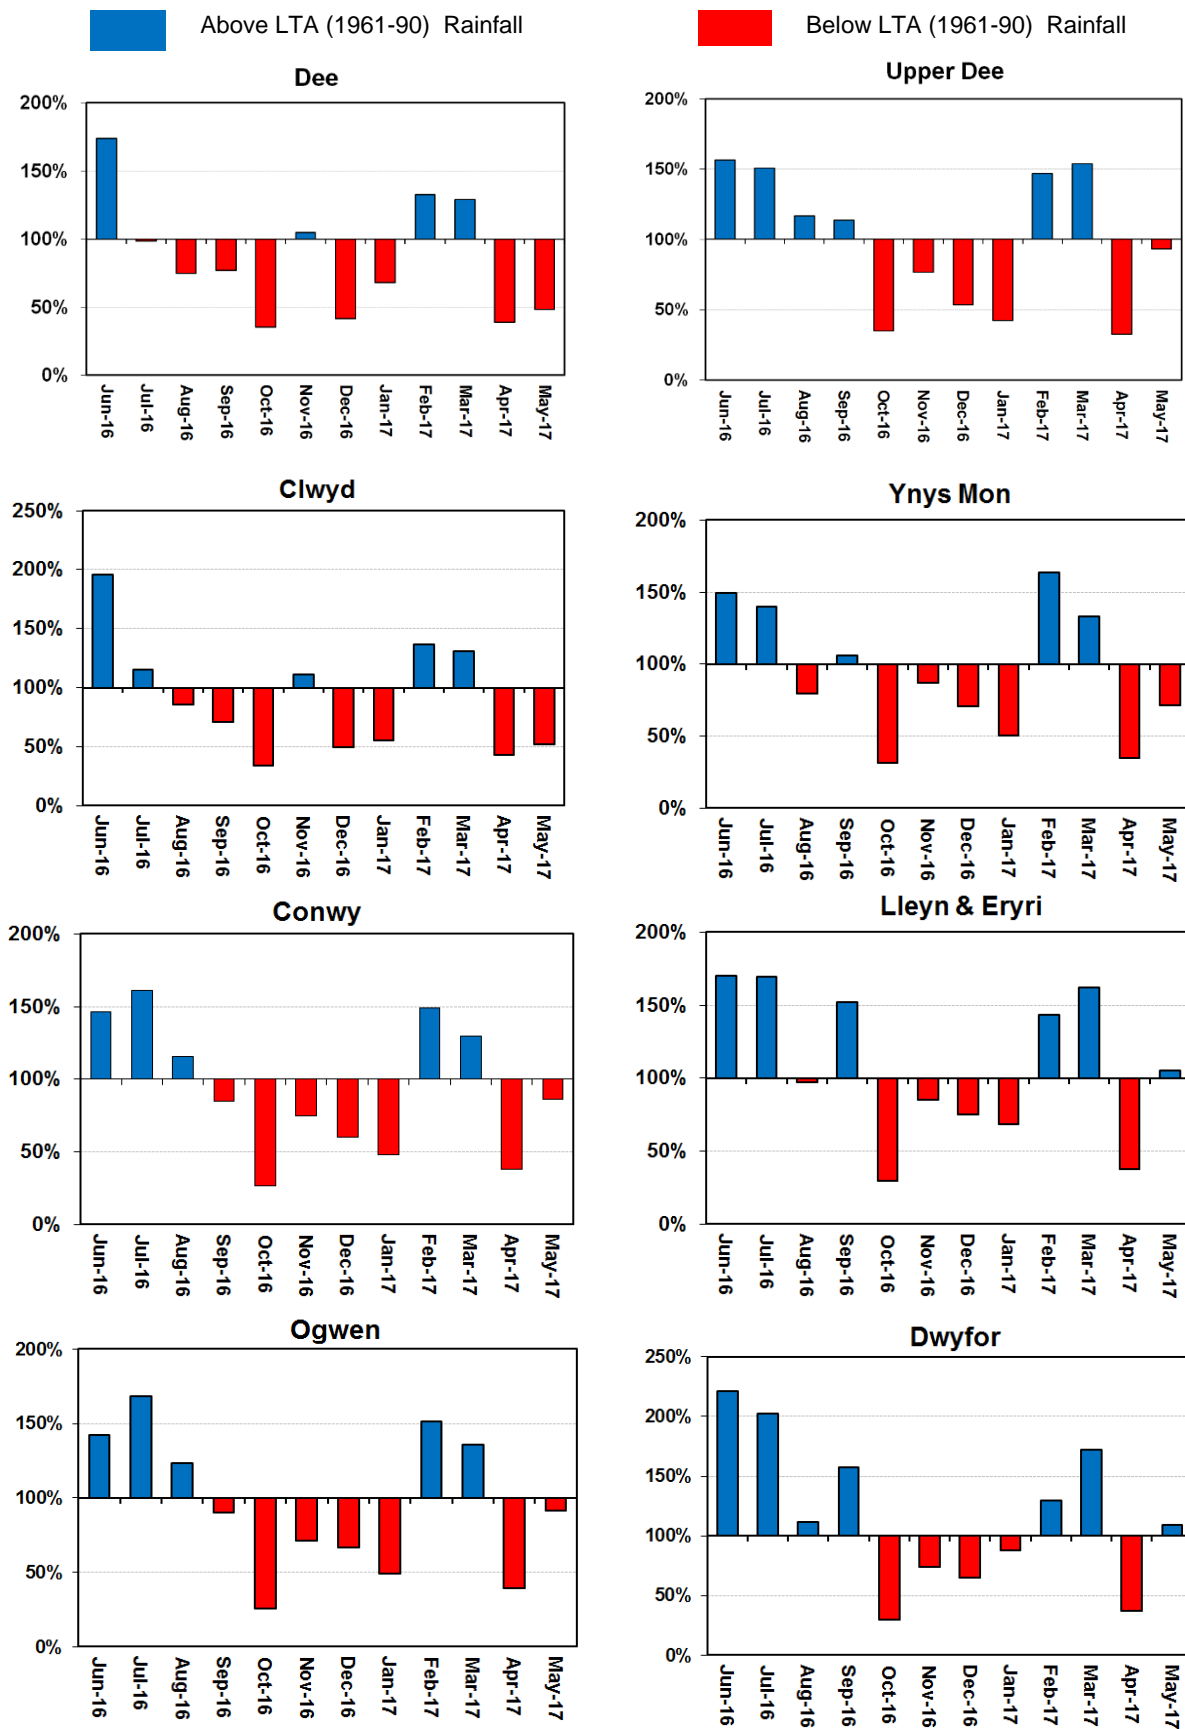 Above LTA (1961-90) Rainfall
Below LTA (1961-90) Rainfall
Dee
200%
150%
100%
50%
0%
Jun-16
Jul-16
Aug-16
Sep-16
Oct-16
Nov-16
Dec-16
Jan-17
Feb-17
Mar-17
Apr-17
May-17
Upper Dee
200%
150%
100%
50%
0%
Jun-16
Jul-16
Aug-16
Sep-16
Oct-16
Nov-16
Dec-16
Jan-17
Feb-17
Mar-17
Apr-17
May-17
Clwyd
250%
200%
150%
100%
50%
0%
Jun-16
Jul-16
Aug-16
Sep-16
Oct-16
Nov-16
Dec-16
Jan-17
Feb-17
Mar-17
Apr-17
May-17
Ynys Mon
200%
150%
100%
50%
0%
Jun-16
Jul-16
Aug-16
Sep-16
Oct-16
Nov-16
Dec-16
Jan-17
Feb-17
Mar-17
Apr-17
May-17
Conwy
200%
150%
100%
50%
0%
Jun-16
Jul-16
Aug-16
Sep-16
Oct-16
Nov-16
Dec-16
Jan-17
Feb-17
Mar-17
Apr-17
May-17
Lleyn & Eryri
200%
150%
100%
50%
0%
Jun-16
Jul-16
Aug-16
Sep-16
Oct-16
Nov-16
Dec-16
Jan-17
Feb-17
Mar-17
Apr-17
May-17
Ogwen
200%
150%
100%
50%
0%
Jun-16
Jul-16
Aug-16
Sep-16
Oct-16
Nov-16
Dec-16
Jan-17
Feb-17
Mar-17
Apr-17
May-17
Dwyfor
250%
200%
150%
100%
50%
0%
Jun-16
Jul-16
Aug-16
Sep-16
Oct-16
Nov-16
Dec-16
Jan-17
Feb-17
Mar-17
Apr-17
May-17